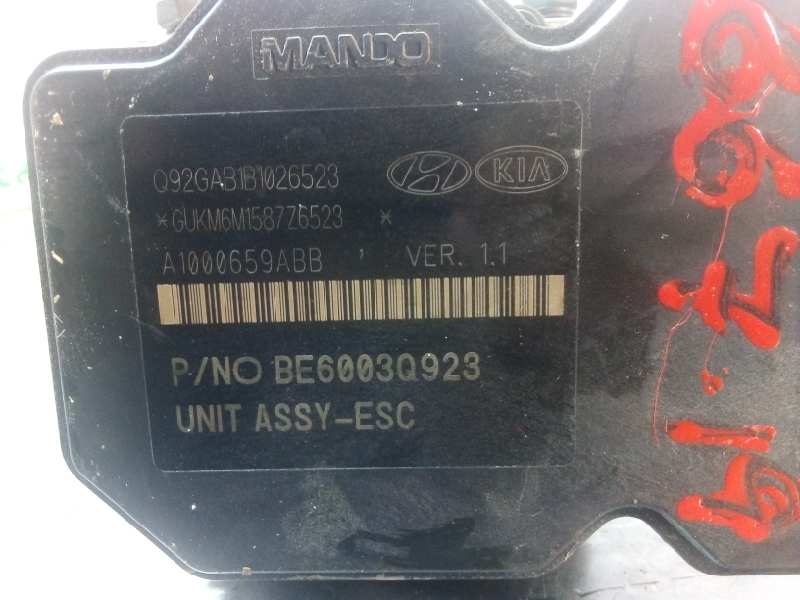 MANDO
Q92GAB1B1026523
KIA
*GUKM6M1587Z6523 *
A1000659ABB ' VER. 1.1
P/NO BE6003Q923
UNIT ASSY-ESC